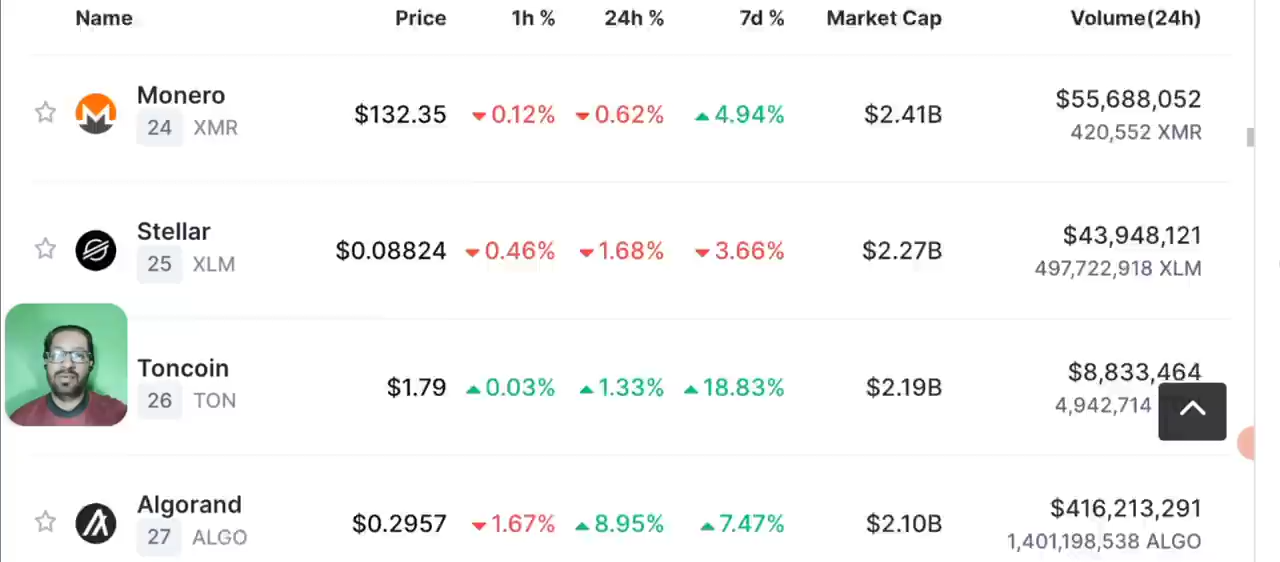 Name Price 1h % 24h % 7d % Market Cap Volume(24h)
Monero $132.35 0.12% 0.62% 4.94% $2.41B $55,688,052
24 XMR 420,552 XMR
Stellar $0.08824 0.46% 1.68% 3.66% $2.27B $43,948,121
25 XLM 497,722,918 XLM
Toncoin $1.79 0.03% 1.33% 18.83% $2.19B $8,833,464
26 TON 4,942,714
Algorand $0.2957 1.67% 8.95% 7.47% $2.10B $416,213,291
27 ALGO 1,401,198,538 ALGO